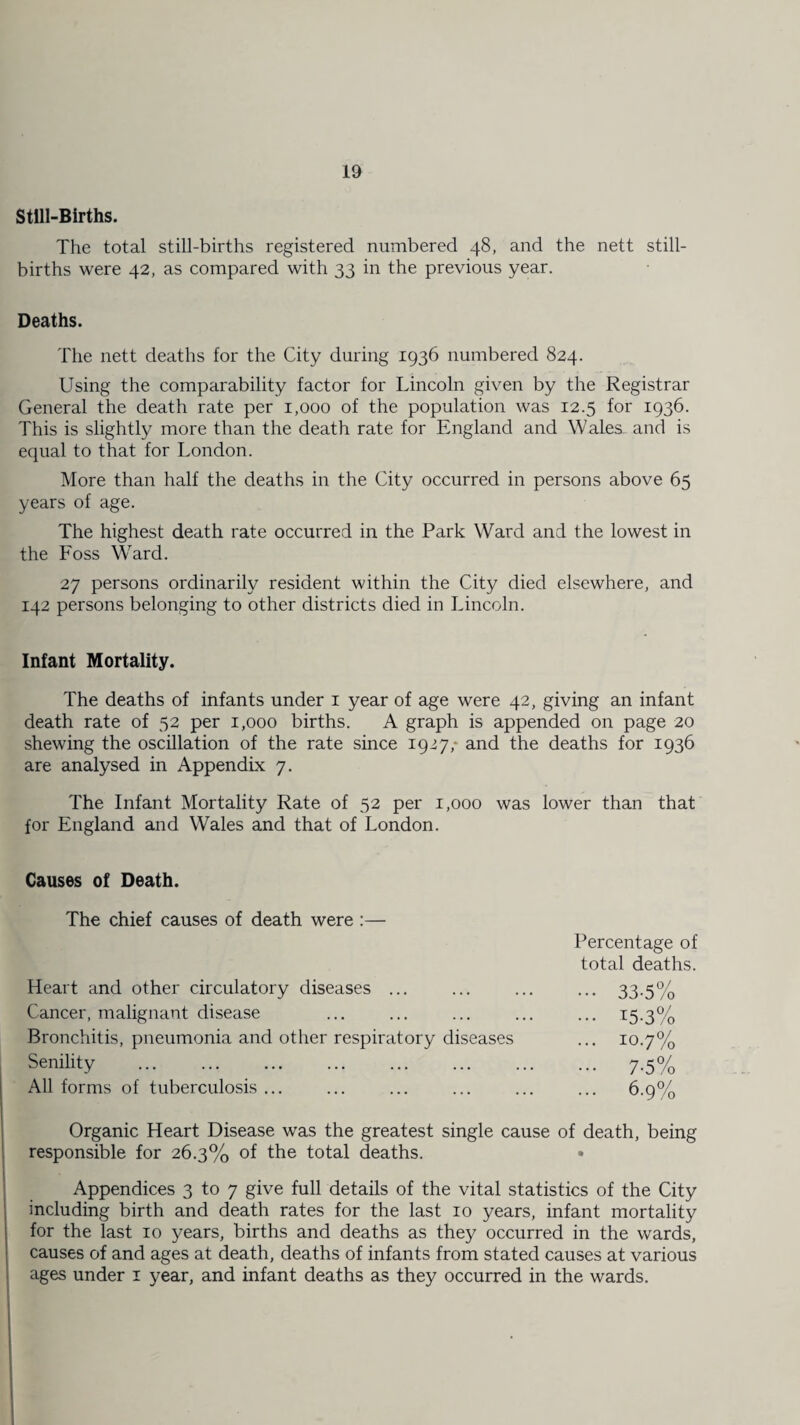 19
Still-Births.
The total still-births registered numbered 48, and the nett still-
births were 42, as compared with 33 in the previous year.
Deaths.
The nett deaths for the City during 1936 numbered 824.
Using the comparability factor for Lincoln given by the Registrar
General the death rate per 1,000 of the population was 12.5 for 1936.
This is slightly more than the death rate for England and Wales and is
equal to that for London.
More than half the deaths in the City occurred in persons above 65
years of age.
The highest death rate occurred in the Park Ward and the lowest in
the Foss Ward.
27 persons ordinarily resident within the City died elsewhere, and
142 persons belonging to other districts died in Lincoln.
Infant Mortality.
The deaths of infants under 1 year of age were 42, giving an infant
death rate of 52 per 1,000 births. A graph is appended on page 20
shewing the oscillation of the rate since 1927, and the deaths for 1936
are analysed in Appendix 7.
The Infant Mortality Rate of 52 per 1,000 was lower than that
for England and Wales and that of London.
Causes of Death.
The chief causes of death were :—
Percentage of
total deaths.
Heart and other circulatory diseases ... ... ... ... 33.5%
Cancer, malignant disease ... ... ... ... ... 15.3%
Bronchitis, pneumonia and other respiratory diseases ... 10.7%
Senility ... ... ... ... ... ... ... ... 7.5%
All forms of tuberculosis ... ... ... ... ... ... 6.9%
Organic Heart Disease was the greatest single cause of death, being
responsible for 26.3% of the total deaths.
Appendices 3 to 7 give full details of the vital statistics of the City
including birth and death rates for the last 10 years, infant mortality
for the last 10 years, births and deaths as they occurred in the wards,
causes of and ages at death, deaths of infants from stated causes at various
ages under 1 year, and infant deaths as they occurred in the wards.